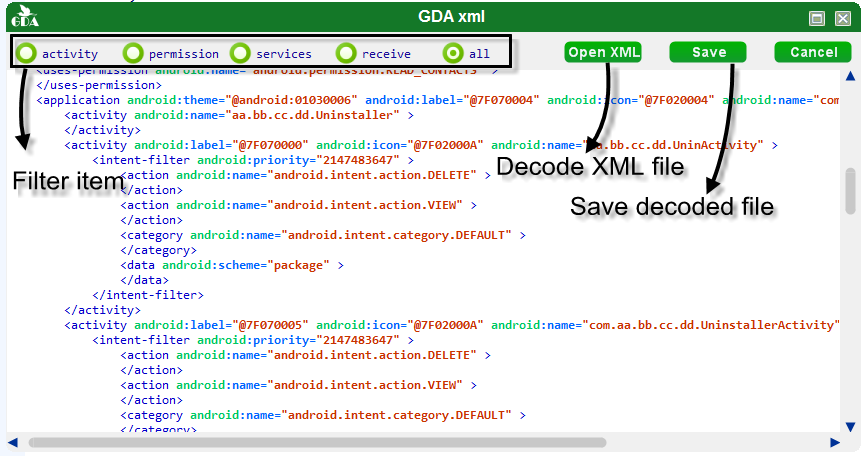 GDA xml
GDA
activity permission services receive all Open XML Save Cancel
<uses-permission android:name="android.permission.READ_CONTACTS" >
</uses-permission>
<application android:theme="@android:01030006" android:label="@7F070004" android:icon="@7F020004" android:name="com
<activity android:name="aa.bb.cc.dd.Uninstaller" >
</activity>
<activity android:label="@7F070000" android:icon="@7F02000A" android:name="aa.bb.cc.dd.UninActivity" >
<intent-filter android:priority="2147483647" >
<action android:name="android.intent.action.DELETE" >
</action>
<action android:name="android.intent.action.VIEW" >
</action>
<category android:name="android.intent.category.DEFAULT" >
</category>
<data android:scheme="package" >
</data>
</intent-filter>
</activity>
<activity android:label="@7F070005" android:icon="@7F02000A" android:name="com.aa.bb.cc.dd.UninstallerActivity"
<intent-filter android:priority="2147483647" >
<action android:name="android.intent.action.DELETE" >
</action>
<action android:name="android.intent.action.VIEW" >
</action>
<category android:name="android.intent.category.DEFAULT" >
</category>
Filter item
Decode XML file
Save decoded file